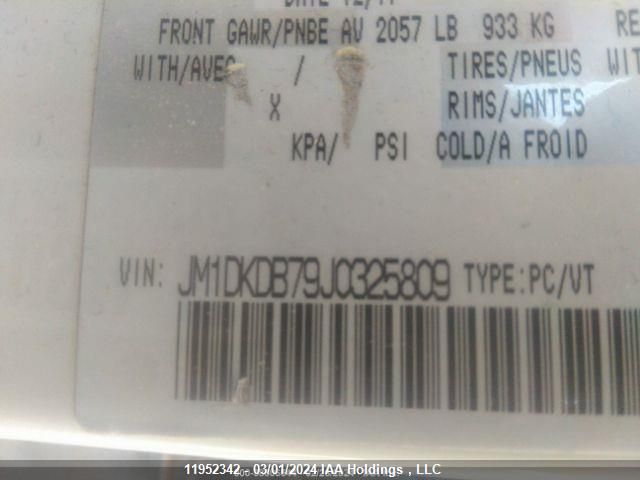 FRONT GAWR/PNBE AV 2057 LB 933 KG RE
WITH/AVEC / TIRES/PNEUS WIT
X RIMS/JANTES
KPA/ PSI COLD/A FROID
VIN: JM1DKDB79J0325809 TYPE:PC/VT
11952342 - 03/01/2024 IAA Holdings , LLC